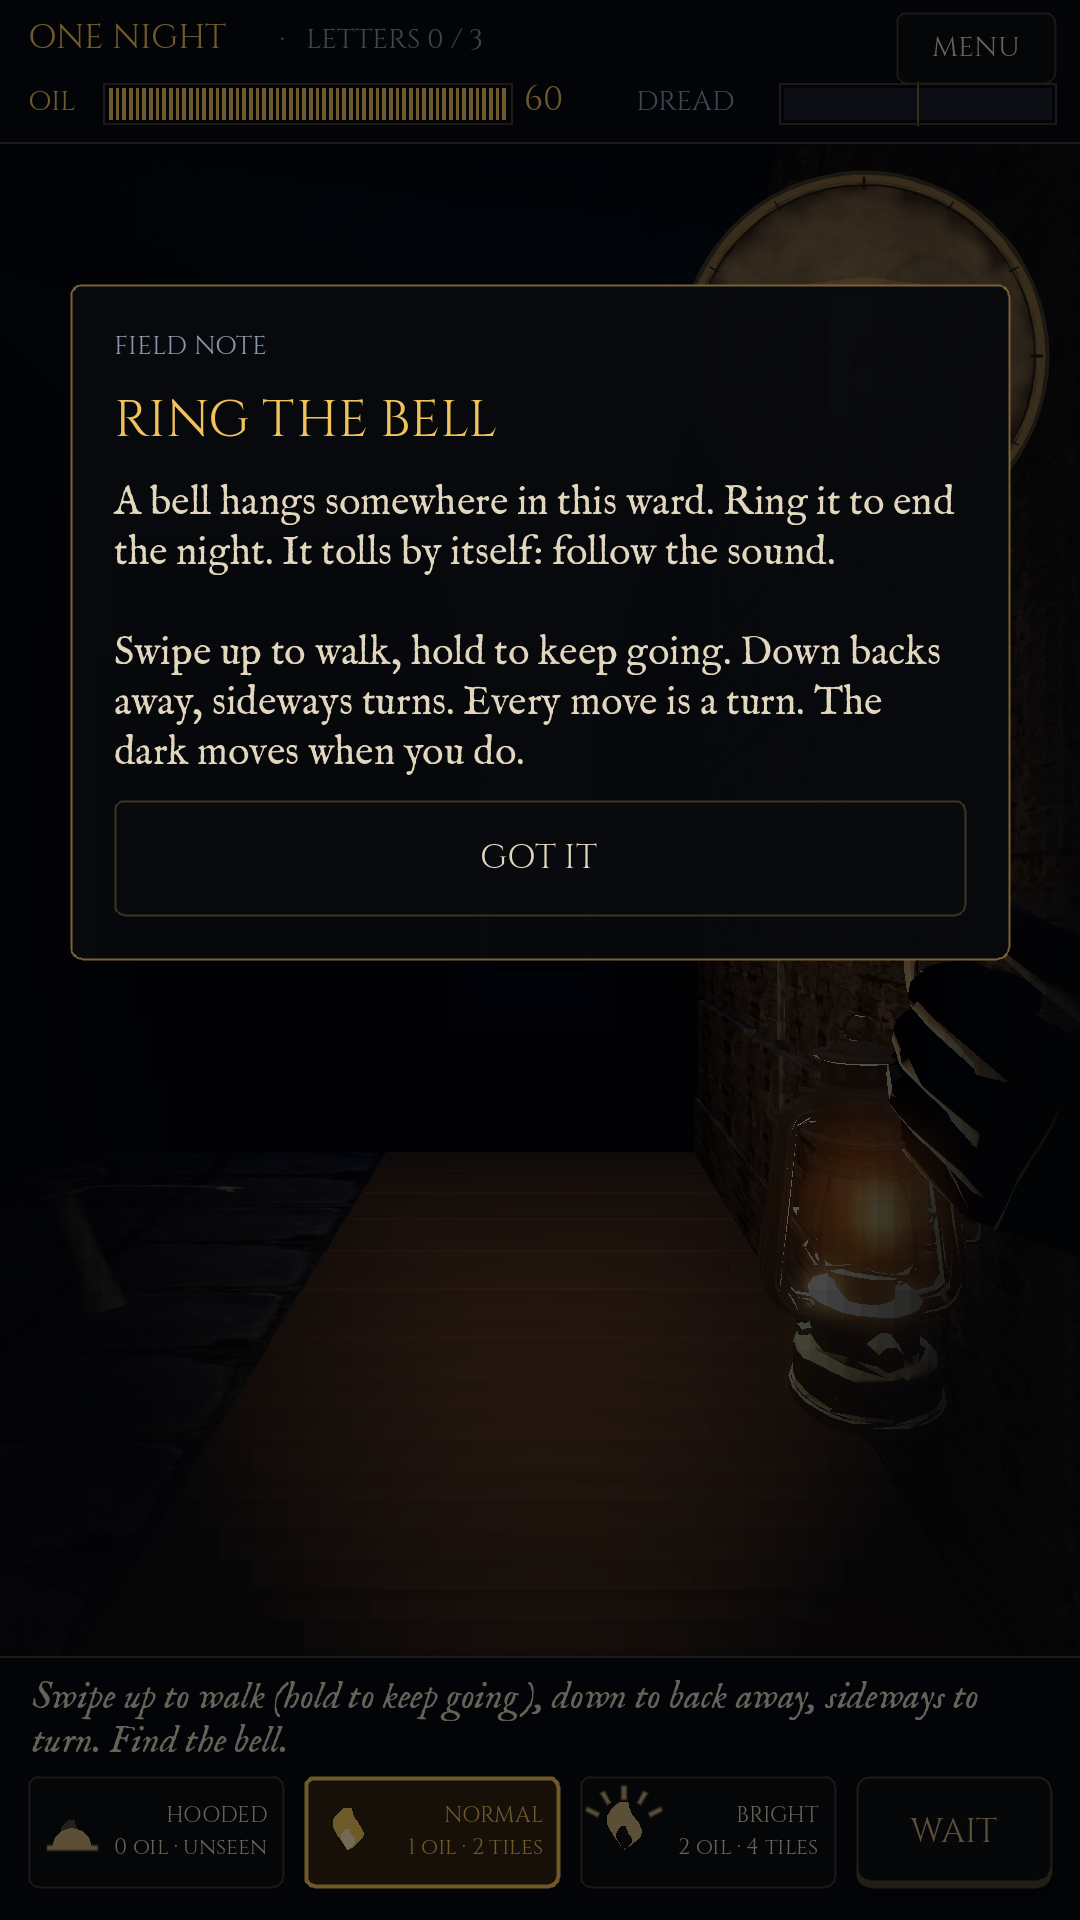 ONE NIGHT · LETTERS 0 / 3
MENU
OIL 60 DREAD
FIELD NOTE
RING THE BELL
A bell hangs somewhere in this ward. Ring it to end
the night. It tolls by itself: follow the sound.
Swipe up to walk, hold to keep going. Down backs
away, sideways turns. Every move is a turn. The
dark moves when you do.
GOT IT
Swipe up to walk (hold to keep going), down to back away, sideways to
turn. Find the bell.
HOODED
0 OIL · UNSEEN
NORMAL
1 OIL · 2 TILES
BRIGHT
2 OIL · 4 TILES
WAIT